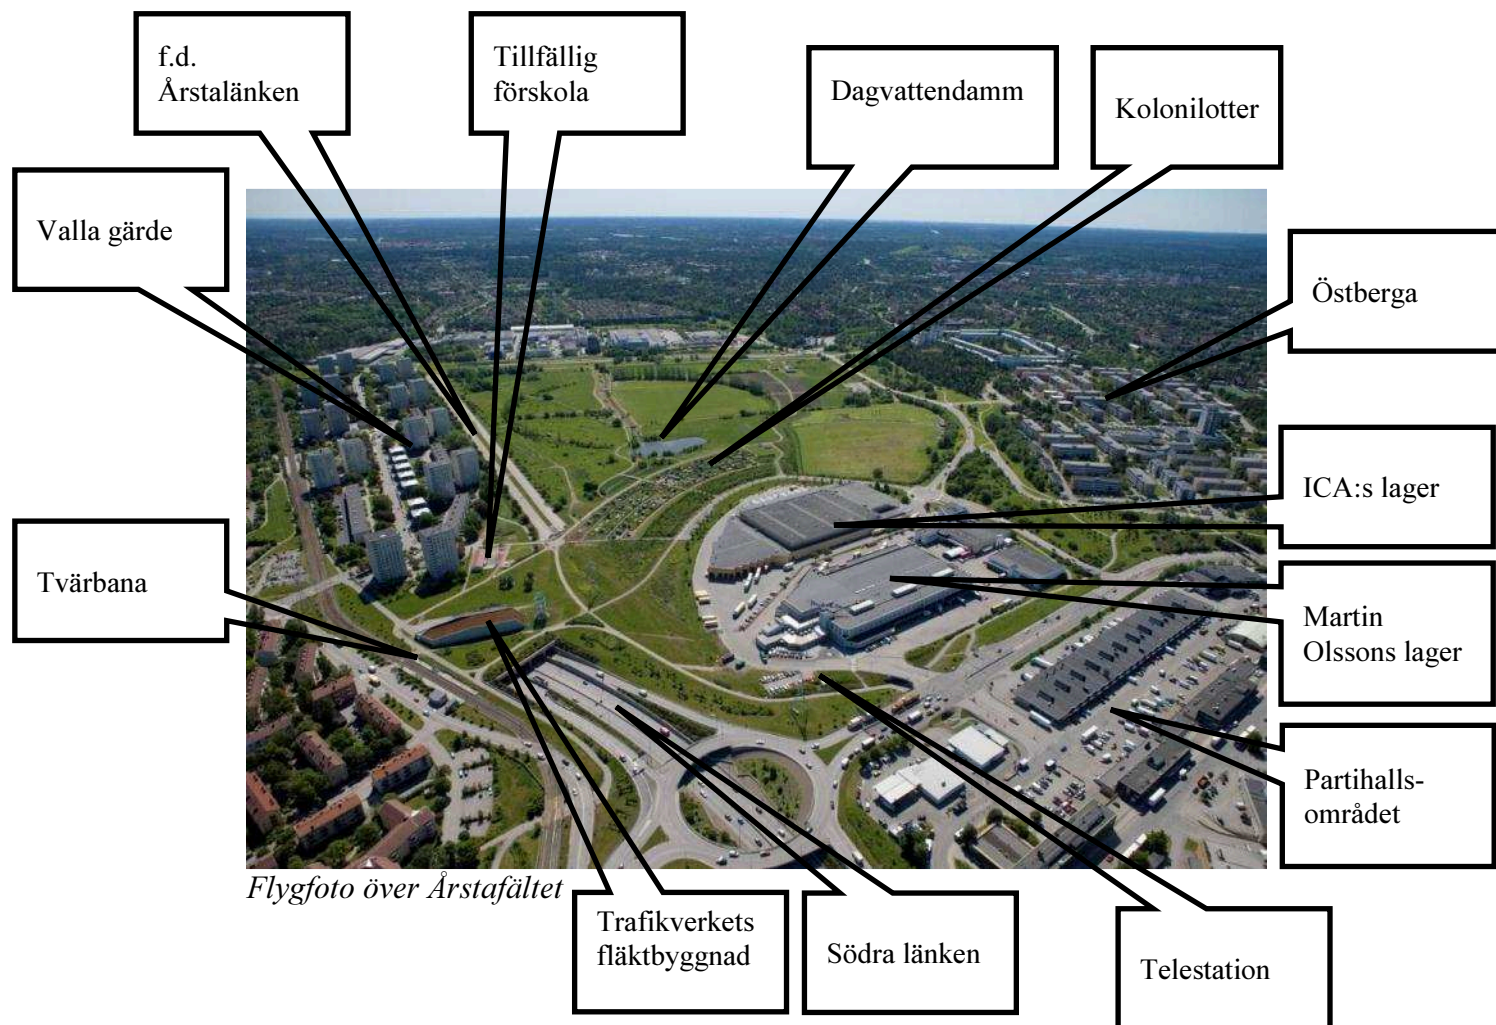 f.d.
Årstalänken
Tillfällig
förskola
Dagvattendamm
Kolonilotter
Valla gärde
Östberga
ICA:s lager
Tvärbana
Martin
Olssons lager
Partihalls-
området
Flygfoto över Årstafältet
Trafikverkets
fläktbyggnad
Södra länken
Telestation